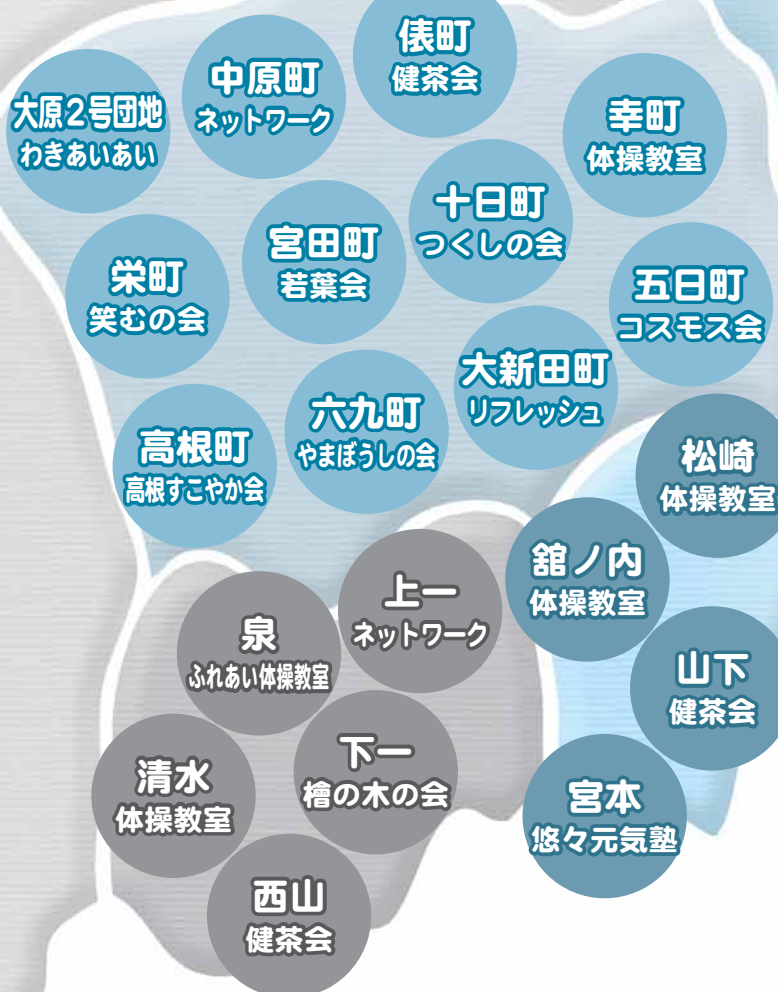 俵町
健茶会
中原町
ネットワーク
大原2号団地
わきあいあい
幸町
体操教室
十日町
つくしの会
宮田町
若葉会
栄町
笑むの会
五日町
コスモス会
大新田町
リフレッシュ
六九町
やまぼうしの会
高根町
高根すこやか会
松崎
体操教室
舘ノ内
体操教室
上一
ネットワーク
泉
ふれあい体操教室
山下
健茶会
下一
檜の木の会
清水
体操教室
宮本
悠々元気塾
西山
健茶会